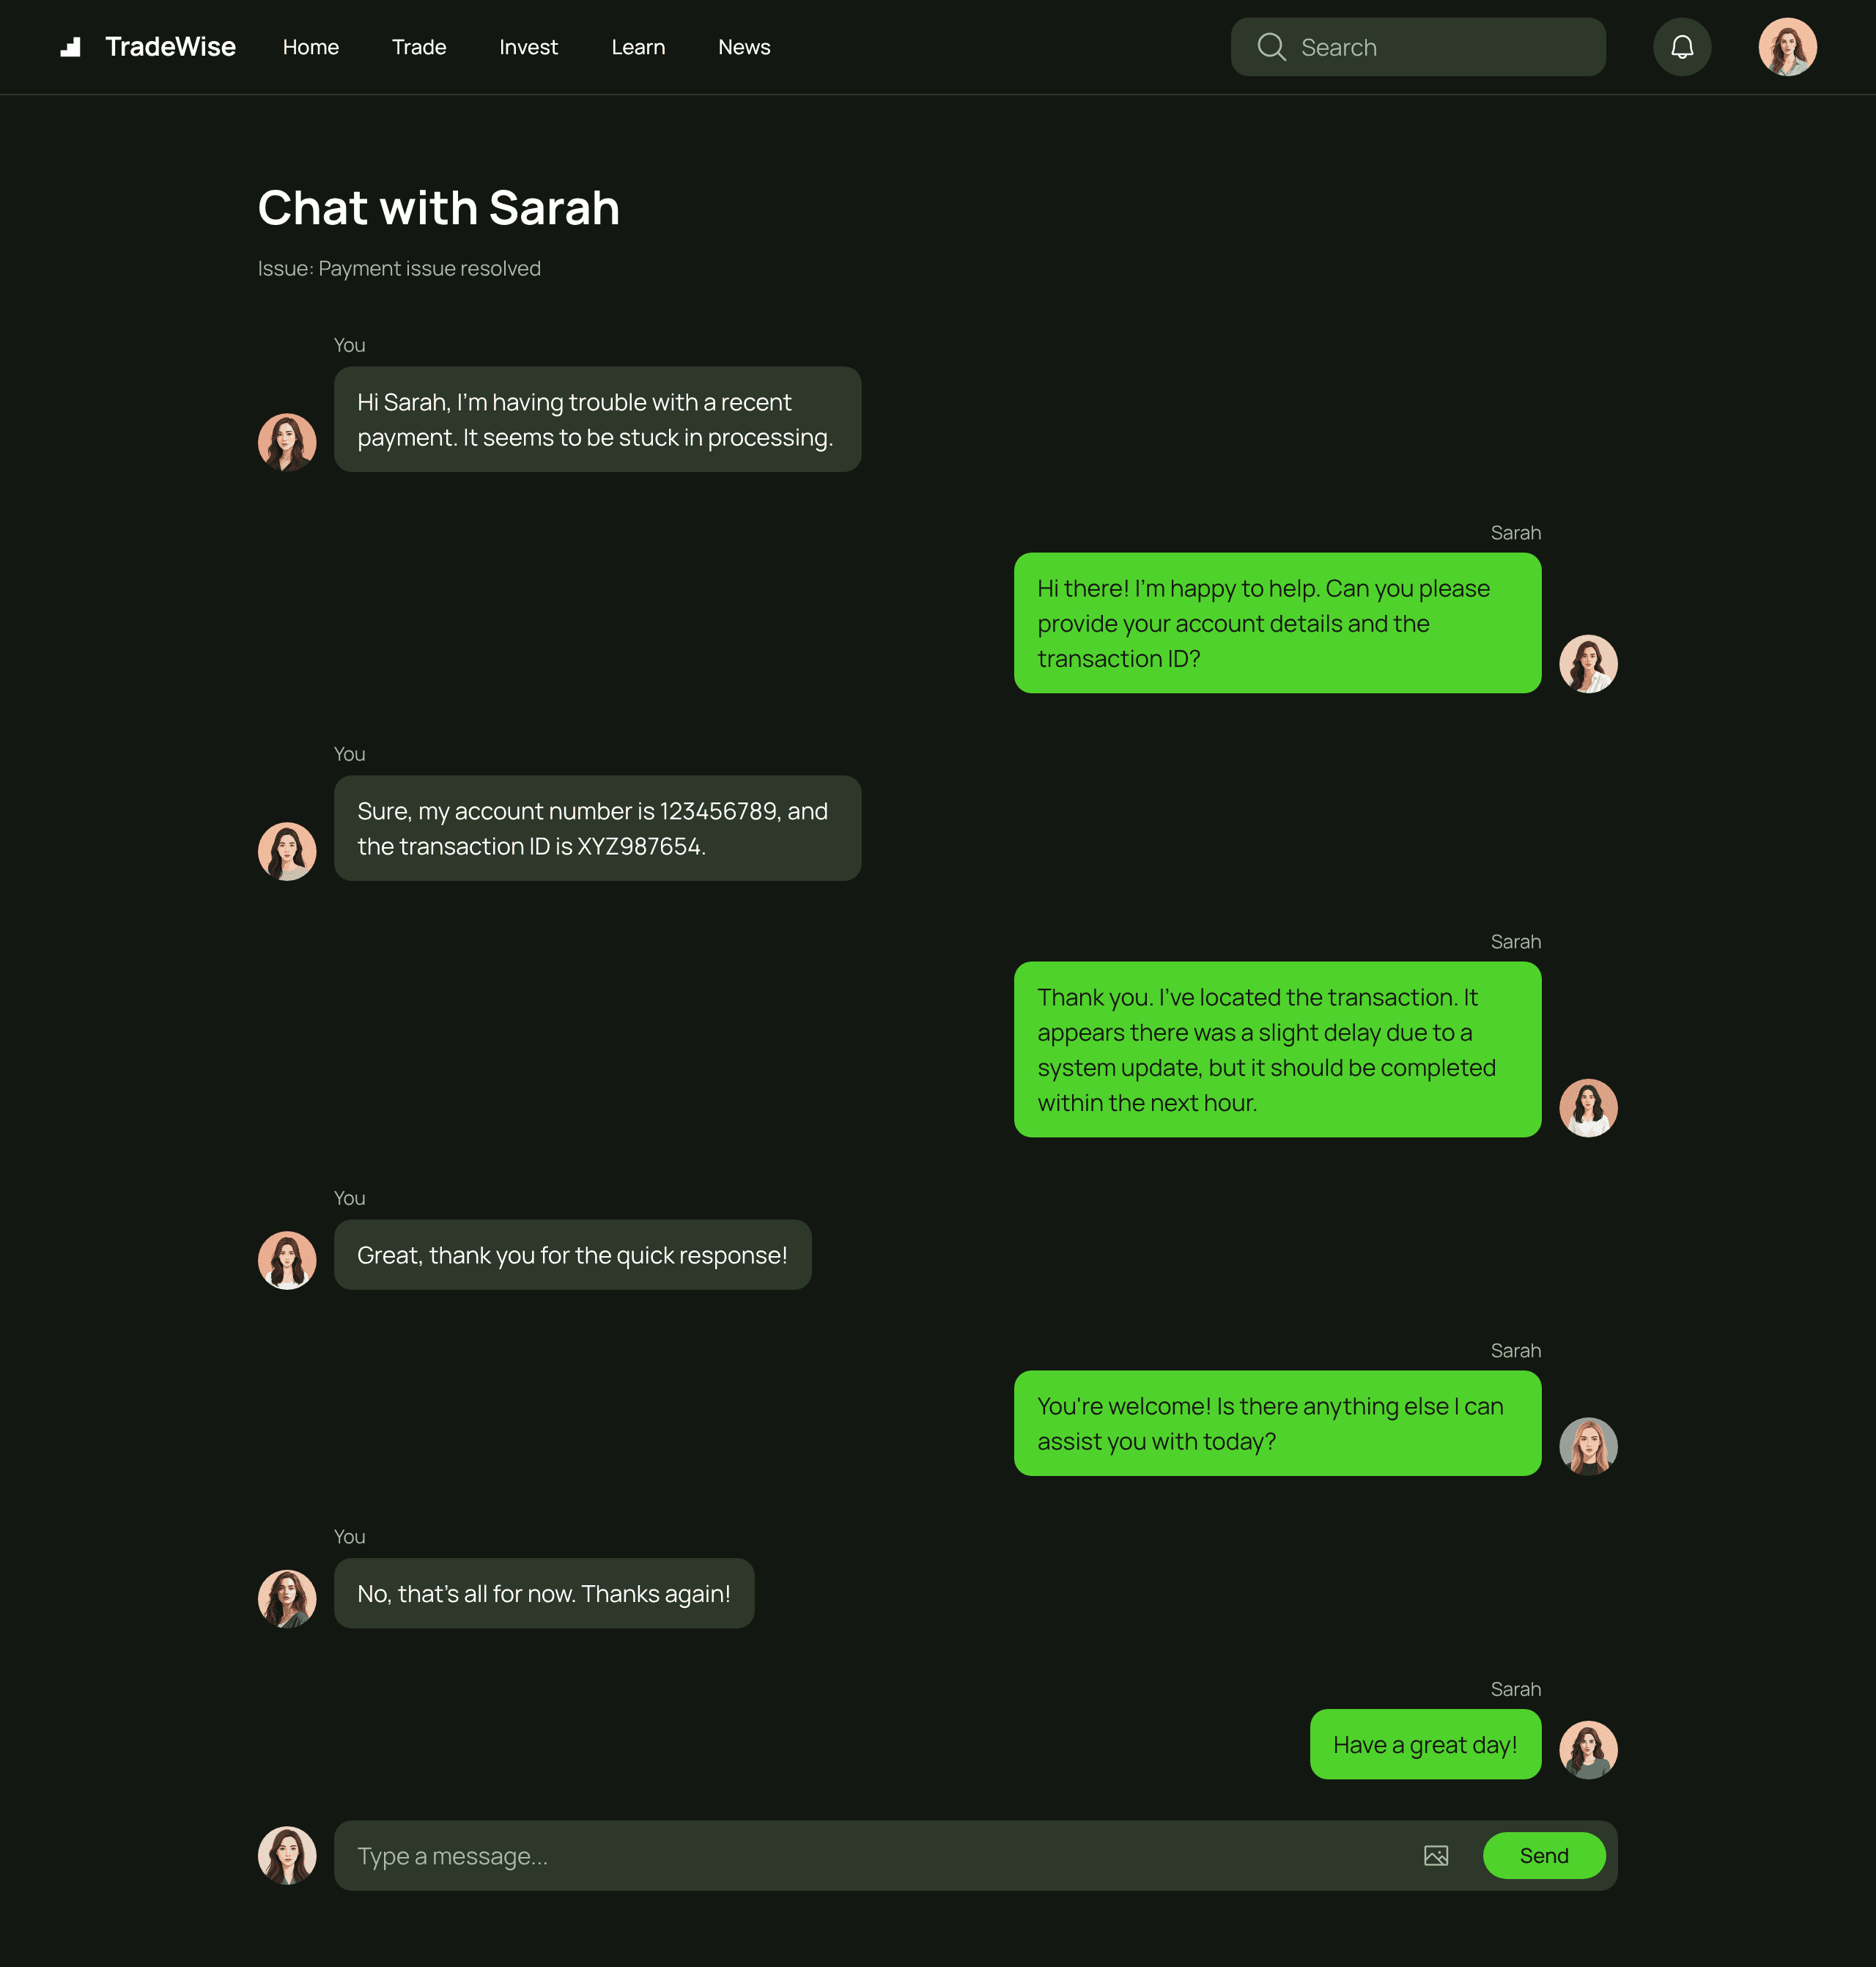 TradeWise
Home
Trade
Invest
Learn
News
Search
Chat with Sarah
Issue: Payment issue resolved
You
Hi Sarah, I’m having trouble with a recent
payment. It seems to be stuck in processing.
Sarah
Hi there! I’m happy to help. Can you please
provide your account details and the
transaction ID?
You
Sure, my account number is 123456789, and
the transaction ID is XYZ987654.
Sarah
Thank you. I’ve located the transaction. It
appears there was a slight delay due to a
system update, but it should be completed
within the next hour.
You
Great, thank you for the quick response!
Sarah
You're welcome! Is there anything else I can
assist you with today?
You
No, that’s all for now. Thanks again!
Sarah
Have a great day!
Type a message...
Send